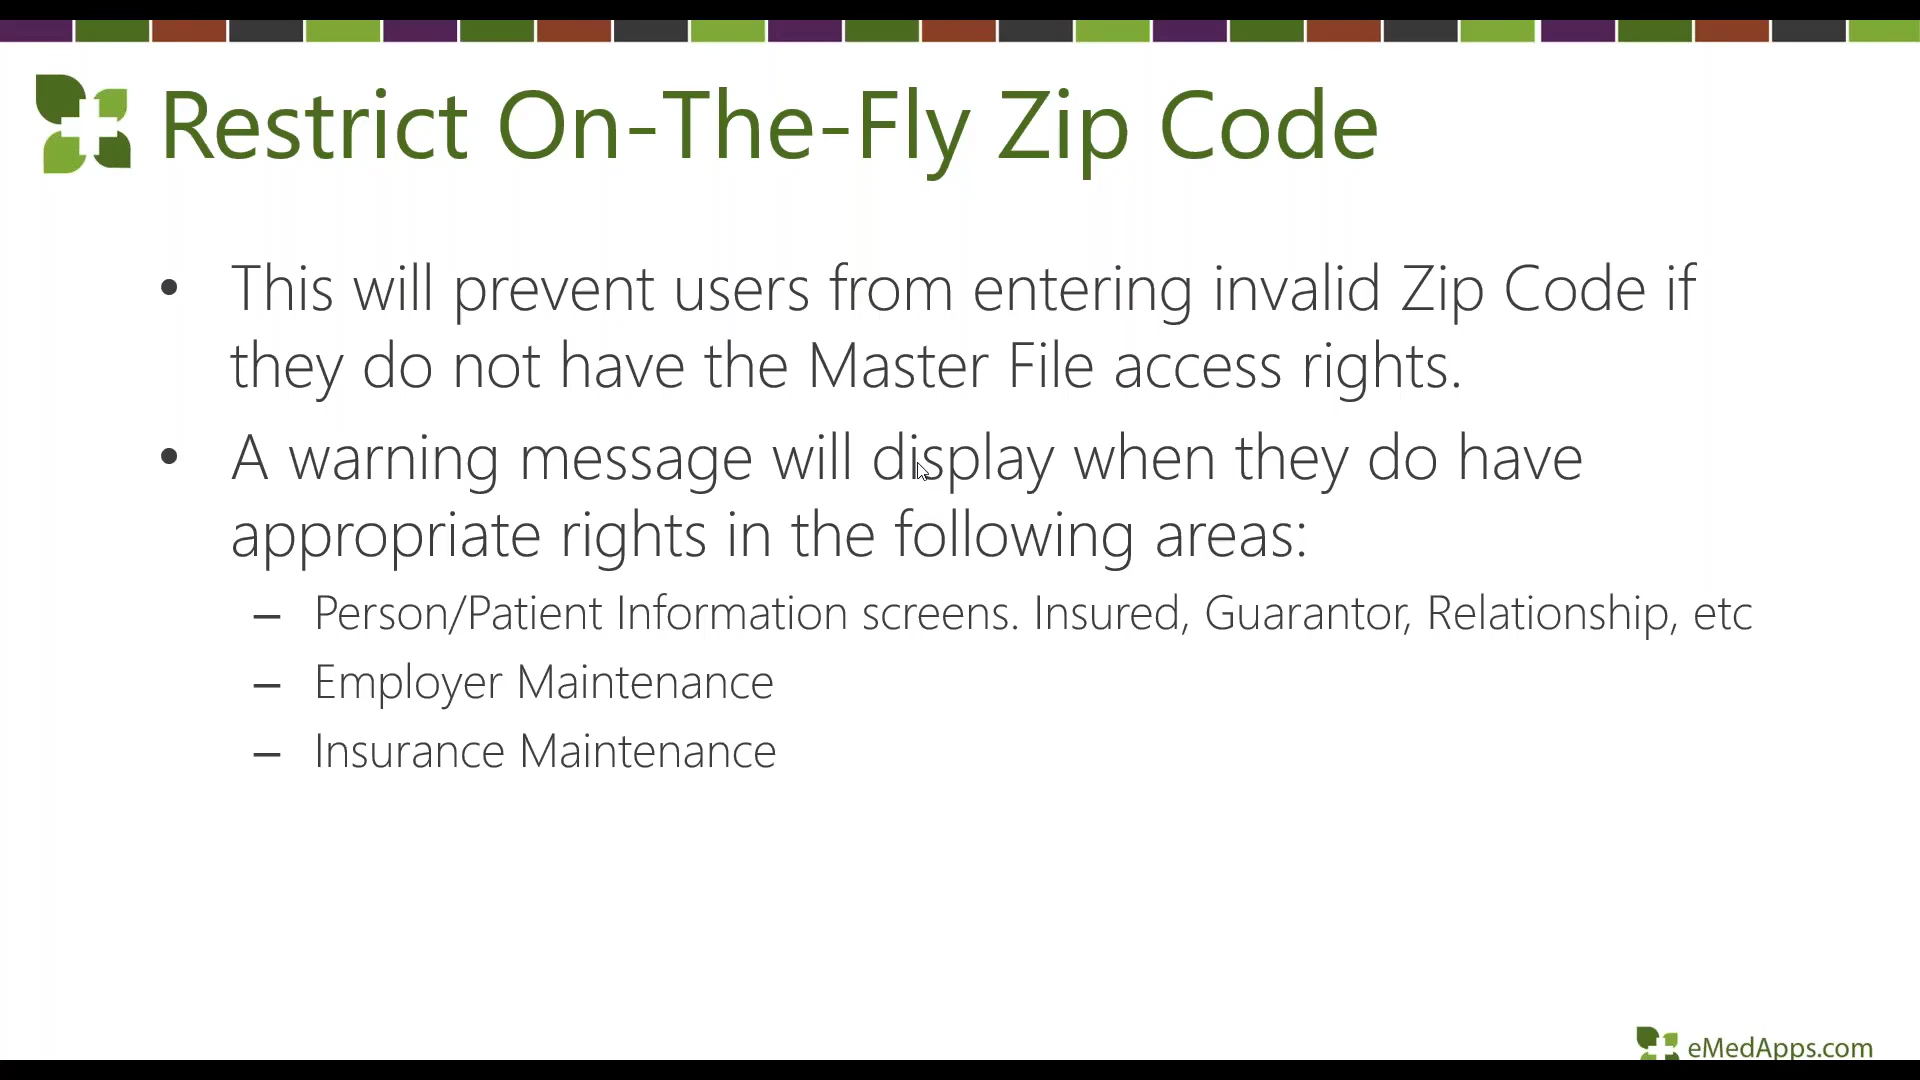 Restrict On-The-Fly Zip Code
• This will prevent users from entering invalid Zip Code if
they do not have the Master File access rights.
• A warning message will display when they do have
appropriate rights in the following areas:
– Person/Patient Information screens. Insured, Guarantor, Relationship, etc
– Employer Maintenance
– Insurance Maintenance
eMedApps.com